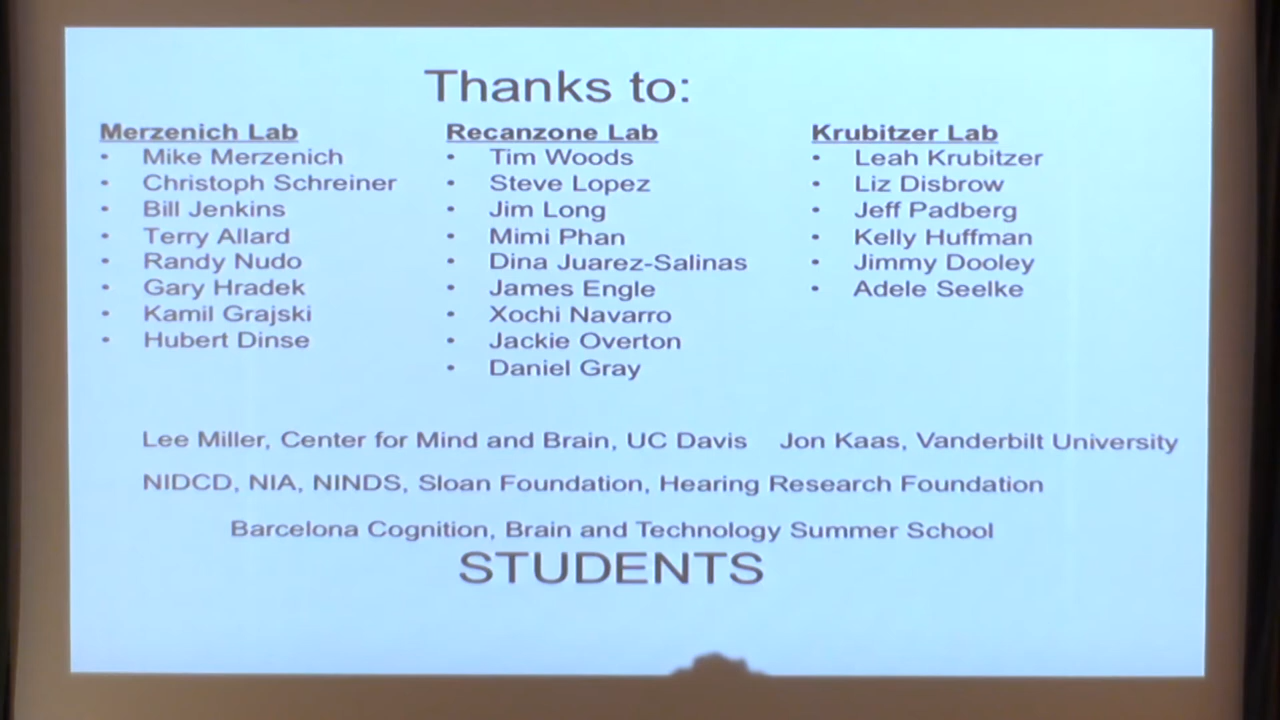 Thanks to:
Merzenich Lab
• Mike Merzenich
• Christoph Schreiner
• Bill Jenkins
• Terry Allard
• Randy Nudo
• Gary Hradek
• Kamil Grajski
• Hubert Dinse
Recanzone Lab
• Tim Woods
• Steve Lopez
• Jim Long
• Mimi Phan
• Dina Juarez-Salinas
• James Engle
• Xochi Navarro
• Jackie Overton
• Daniel Gray
Krubitzer Lab
• Leah Krubitzer
• Liz Disbrow
• Jeff Padberg
• Kelly Huffman
• Jimmy Dooley
• Adele Seelke
Lee Miller, Center for Mind and Brain, UC Davis Jon Kaas, Vanderbilt University
NIDCD, NIA, NINDS, Sloan Foundation, Hearing Research Foundation
Barcelona Cognition, Brain and Technology Summer School
STUDENTS